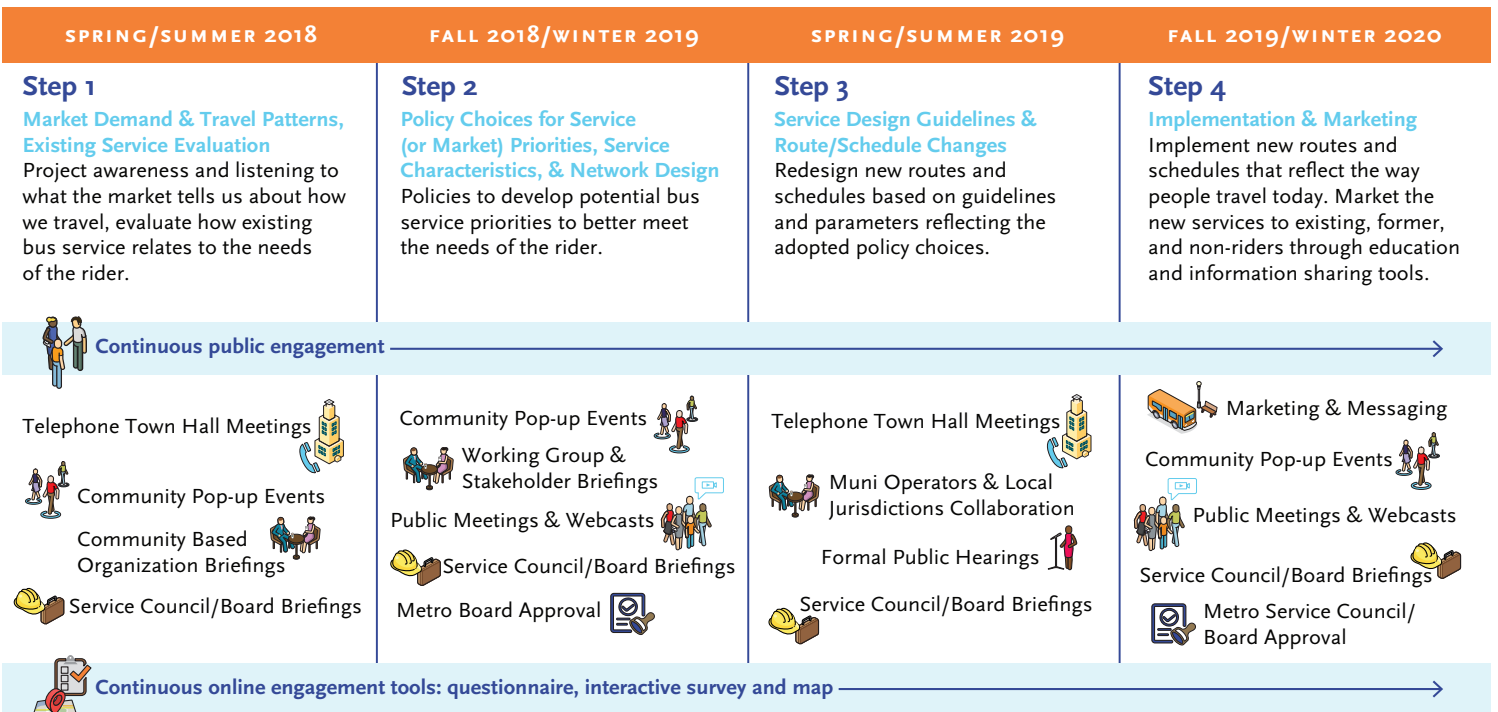 SPRING/SUMMER 2018
FALL 2018/WINTER 2019
SPRING/SUMMER 2019
FALL 2019/WINTER 2020
Step 1
Market Demand & Travel Patterns,
Existing Service Evaluation
Project awareness and listening to
what the market tells us about how
we travel, evaluate how existing
bus service relates to the needs
of the rider.
Step 2
Policy Choices for Service
(or Market) Priorities, Service
Characteristics, & Network Design
Policies to develop potential bus
service priorities to better meet
the needs of the rider.
Step 3
Service Design Guidelines &
Route/Schedule Changes
Redesign new routes and
schedules based on guidelines
and parameters reflecting the
adopted policy choices.
Step 4
Implementation & Marketing
Implement new routes and
schedules that reflect the way
people travel today. Market the
new services to existing, former,
and non-riders through education
and information sharing tools.
Continuous public engagement
Telephone Town Hall Meetings
Community Pop-up Events
Community Based
Organization Briefings
Service Council/Board Briefings
Community Pop-up Events
Working Group &
Stakeholder Briefings
Public Meetings & Webcasts
Service Council/Board Briefings
Metro Board Approval
Telephone Town Hall Meetings
Muni Operators & Local
Jurisdictions Collaboration
Formal Public Hearings
Service Council/Board Briefings
Marketing & Messaging
Community Pop-up Events
Public Meetings & Webcasts
Service Council/Board Briefings
Metro Service Council/
Board Approval
Continuous online engagement tools: questionnaire, interactive survey and map